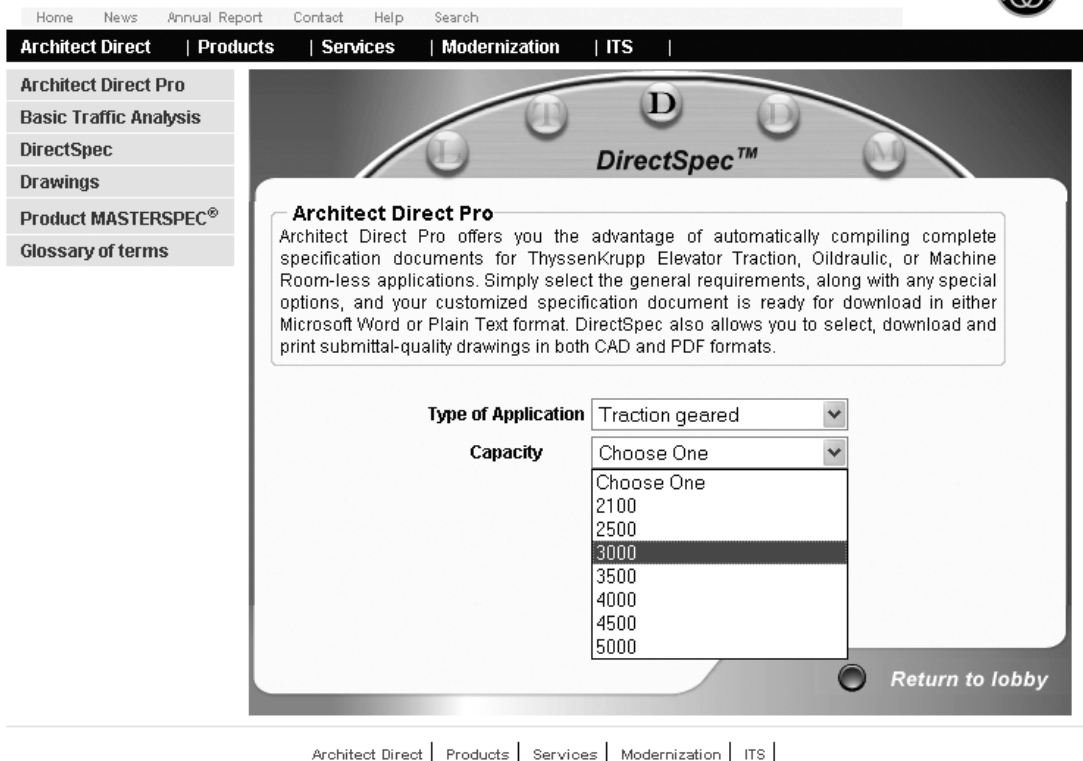 Home News Annual Report Contact Help Search
Architect Direct | Products | Services | Modernization | ITS |
Architect Direct Pro
Basic Traffic Analysis
DirectSpec
Drawings
Product MASTERSPEC®
Glossary of terms
L T D D M
DirectSpec™
Architect Direct Pro
Architect Direct Pro offers you the advantage of automatically compiling complete
specification documents for ThyssenKrupp Elevator Traction, Oildraulic, or Machine
Room-less applications. Simply select the general requirements, along with any special
options, and your customized specification document is ready for download in either
Microsoft Word or Plain Text format. DirectSpec also allows you to select, download and
print submittal-quality drawings in both CAD and PDF formats.
Type of Application Traction geared
Capacity Choose One
Choose One
2100
2500
3000
3500
4000
4500
5000
Return to lobby
Architect Direct | Products | Services | Modernization | ITS |